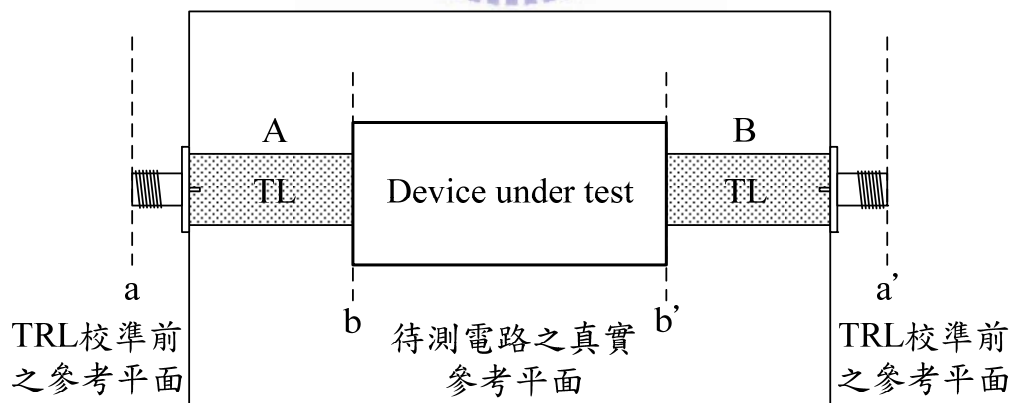 A
B
TL
Device under test
TL
a
b
b’
a’
TRL校準前
之參考平面
待測電路之真實
參考平面
TRL校準前
之參考平面